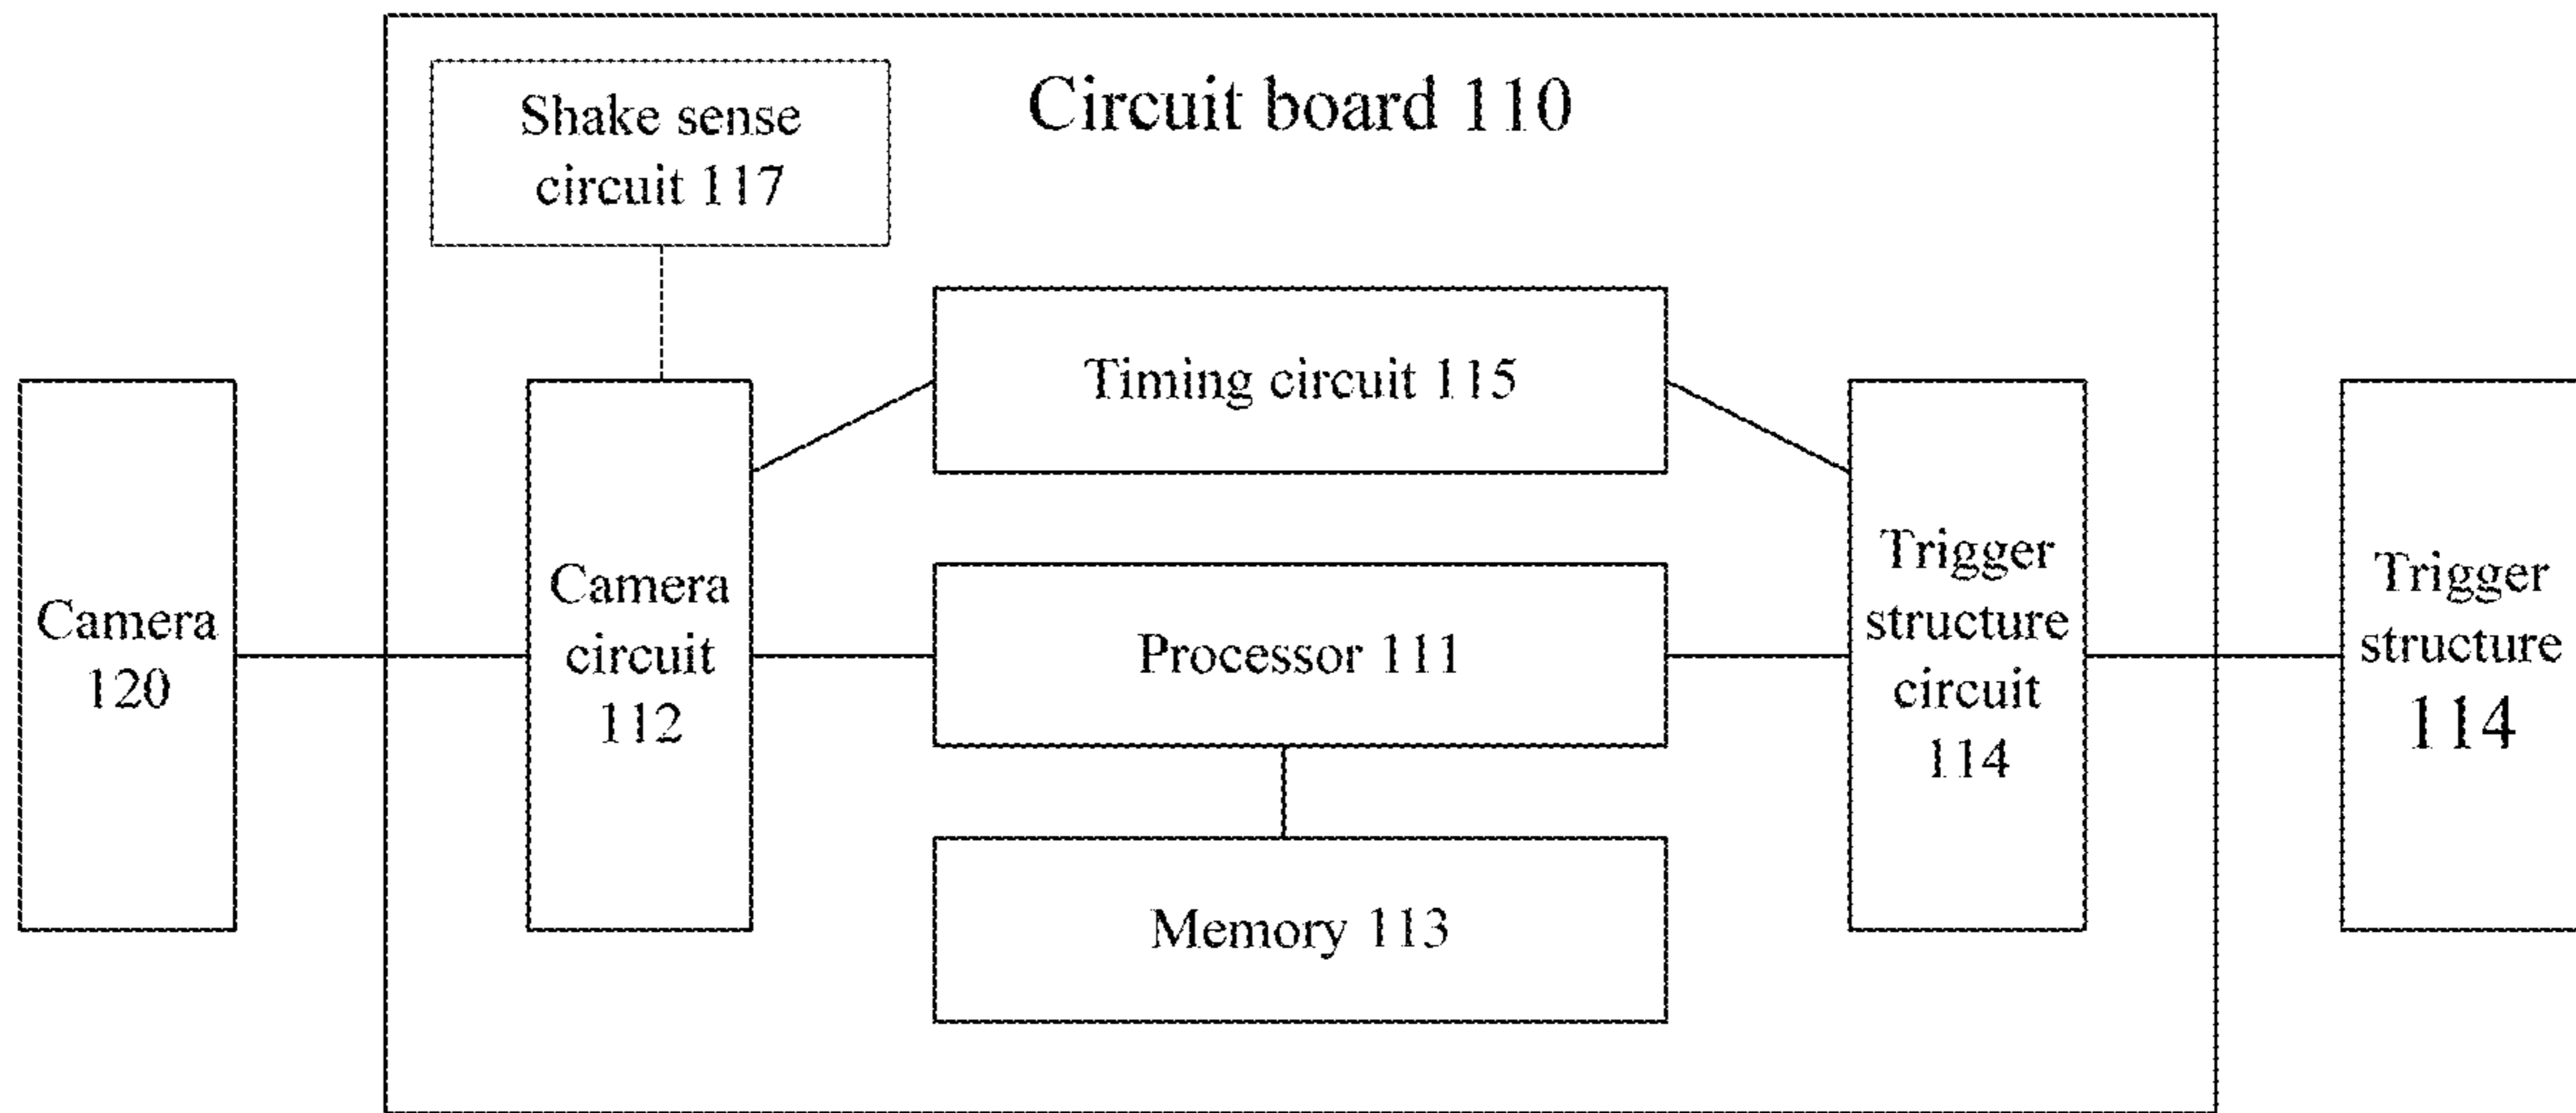 Circuit board 110
Shake sense
circuit 117
Timing circuit 115
Camera
120
Camera
circuit
112
Processor 111
Trigger
structure
circuit
114
Trigger
structure
114
Memory 113